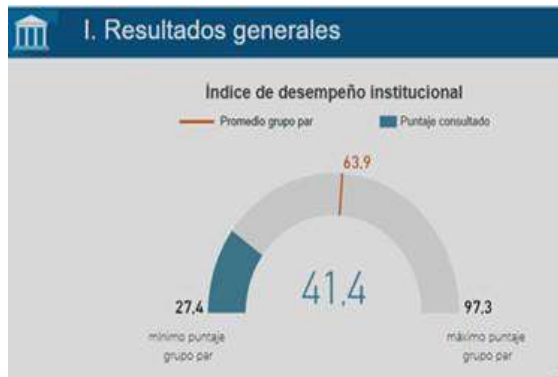 I. Resultados generales
Índice de desempeño institucional
Promedio grupo par
Puntaje consultado
63.9
41.4
27.4
97.3
mínimo puntaje
grupo par
máximo puntaje
grupo par